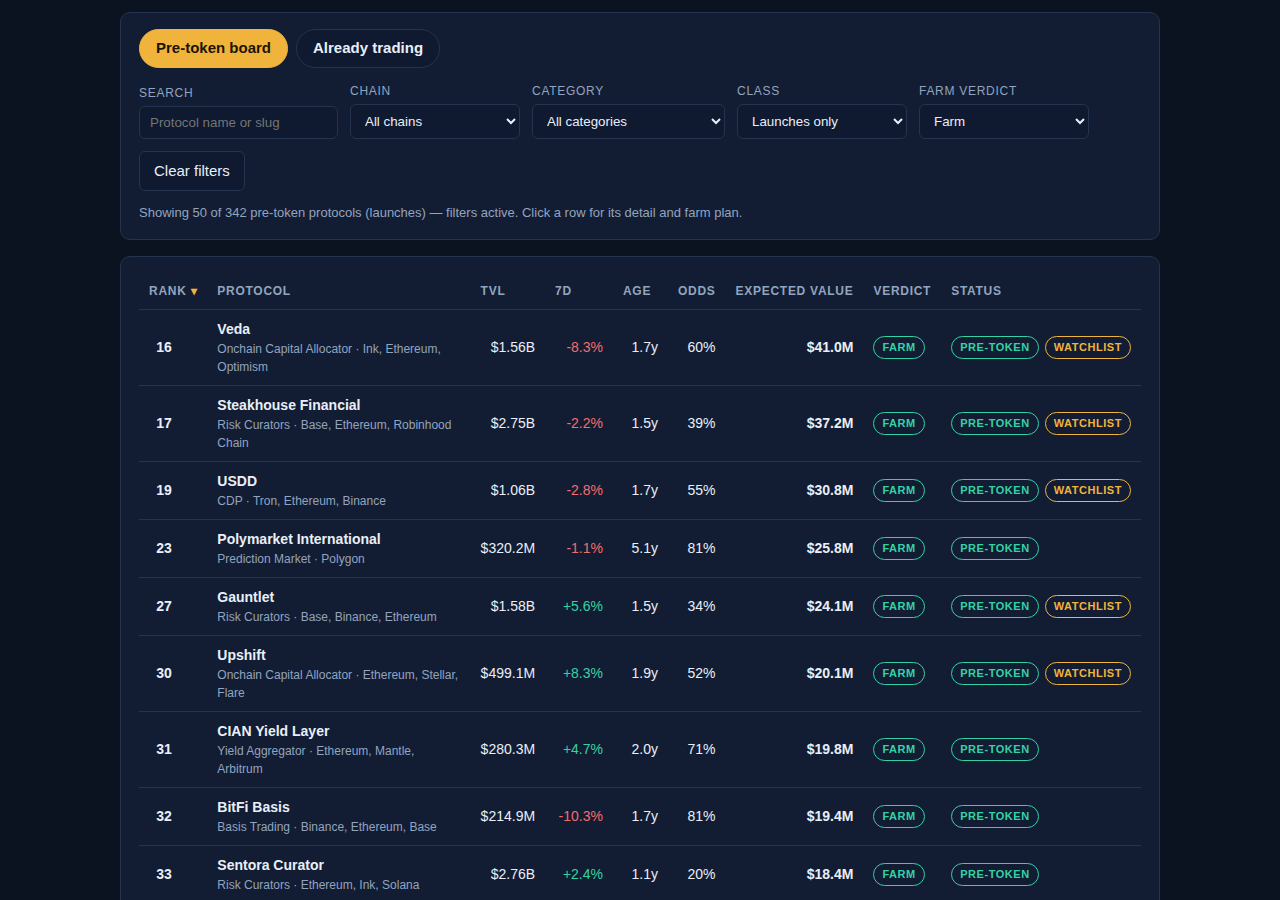 Pre-token board Already trading
SEARCH CHAIN CATEGORY CLASS FARM VERDICT
Protocol name or slug All chains All categories Launches only Farm
Clear filters
Showing 50 of 342 pre-token protocols (launches) — filters active. Click a row for its detail and farm plan.
RANK ▼ PROTOCOL TVL 7D AGE ODDS EXPECTED VALUE VERDICT STATUS
16 Veda $1.56B -8.3% 1.7y 60% $41.0M FARM PRE-TOKEN WATCHLIST
Onchain Capital Allocator · Ink, Ethereum,
Optimism
17 Steakhouse Financial $2.75B -2.2% 1.5y 39% $37.2M FARM PRE-TOKEN WATCHLIST
Risk Curators · Base, Ethereum, Robinhood
Chain
19 USDD $1.06B -2.8% 1.7y 55% $30.8M FARM PRE-TOKEN WATCHLIST
CDP · Tron, Ethereum, Binance
23 Polymarket International $320.2M -1.1% 5.1y 81% $25.8M FARM PRE-TOKEN
Prediction Market · Polygon
27 Gauntlet $1.58B +5.6% 1.5y 34% $24.1M FARM PRE-TOKEN WATCHLIST
Risk Curators · Base, Binance, Ethereum
30 Upshift $499.1M +8.3% 1.9y 52% $20.1M FARM PRE-TOKEN WATCHLIST
Onchain Capital Allocator · Ethereum, Stellar,
Flare
31 CIAN Yield Layer $280.3M +4.7% 2.0y 71% $19.8M FARM PRE-TOKEN
Yield Aggregator · Ethereum, Mantle,
Arbitrum
32 BitFi Basis $214.9M -10.3% 1.7y 81% $19.4M FARM PRE-TOKEN
Basis Trading · Binance, Ethereum, Base
33 Sentora Curator $2.76B +2.4% 1.1y 20% $18.4M FARM PRE-TOKEN
Risk Curators · Ethereum, Ink, Solana